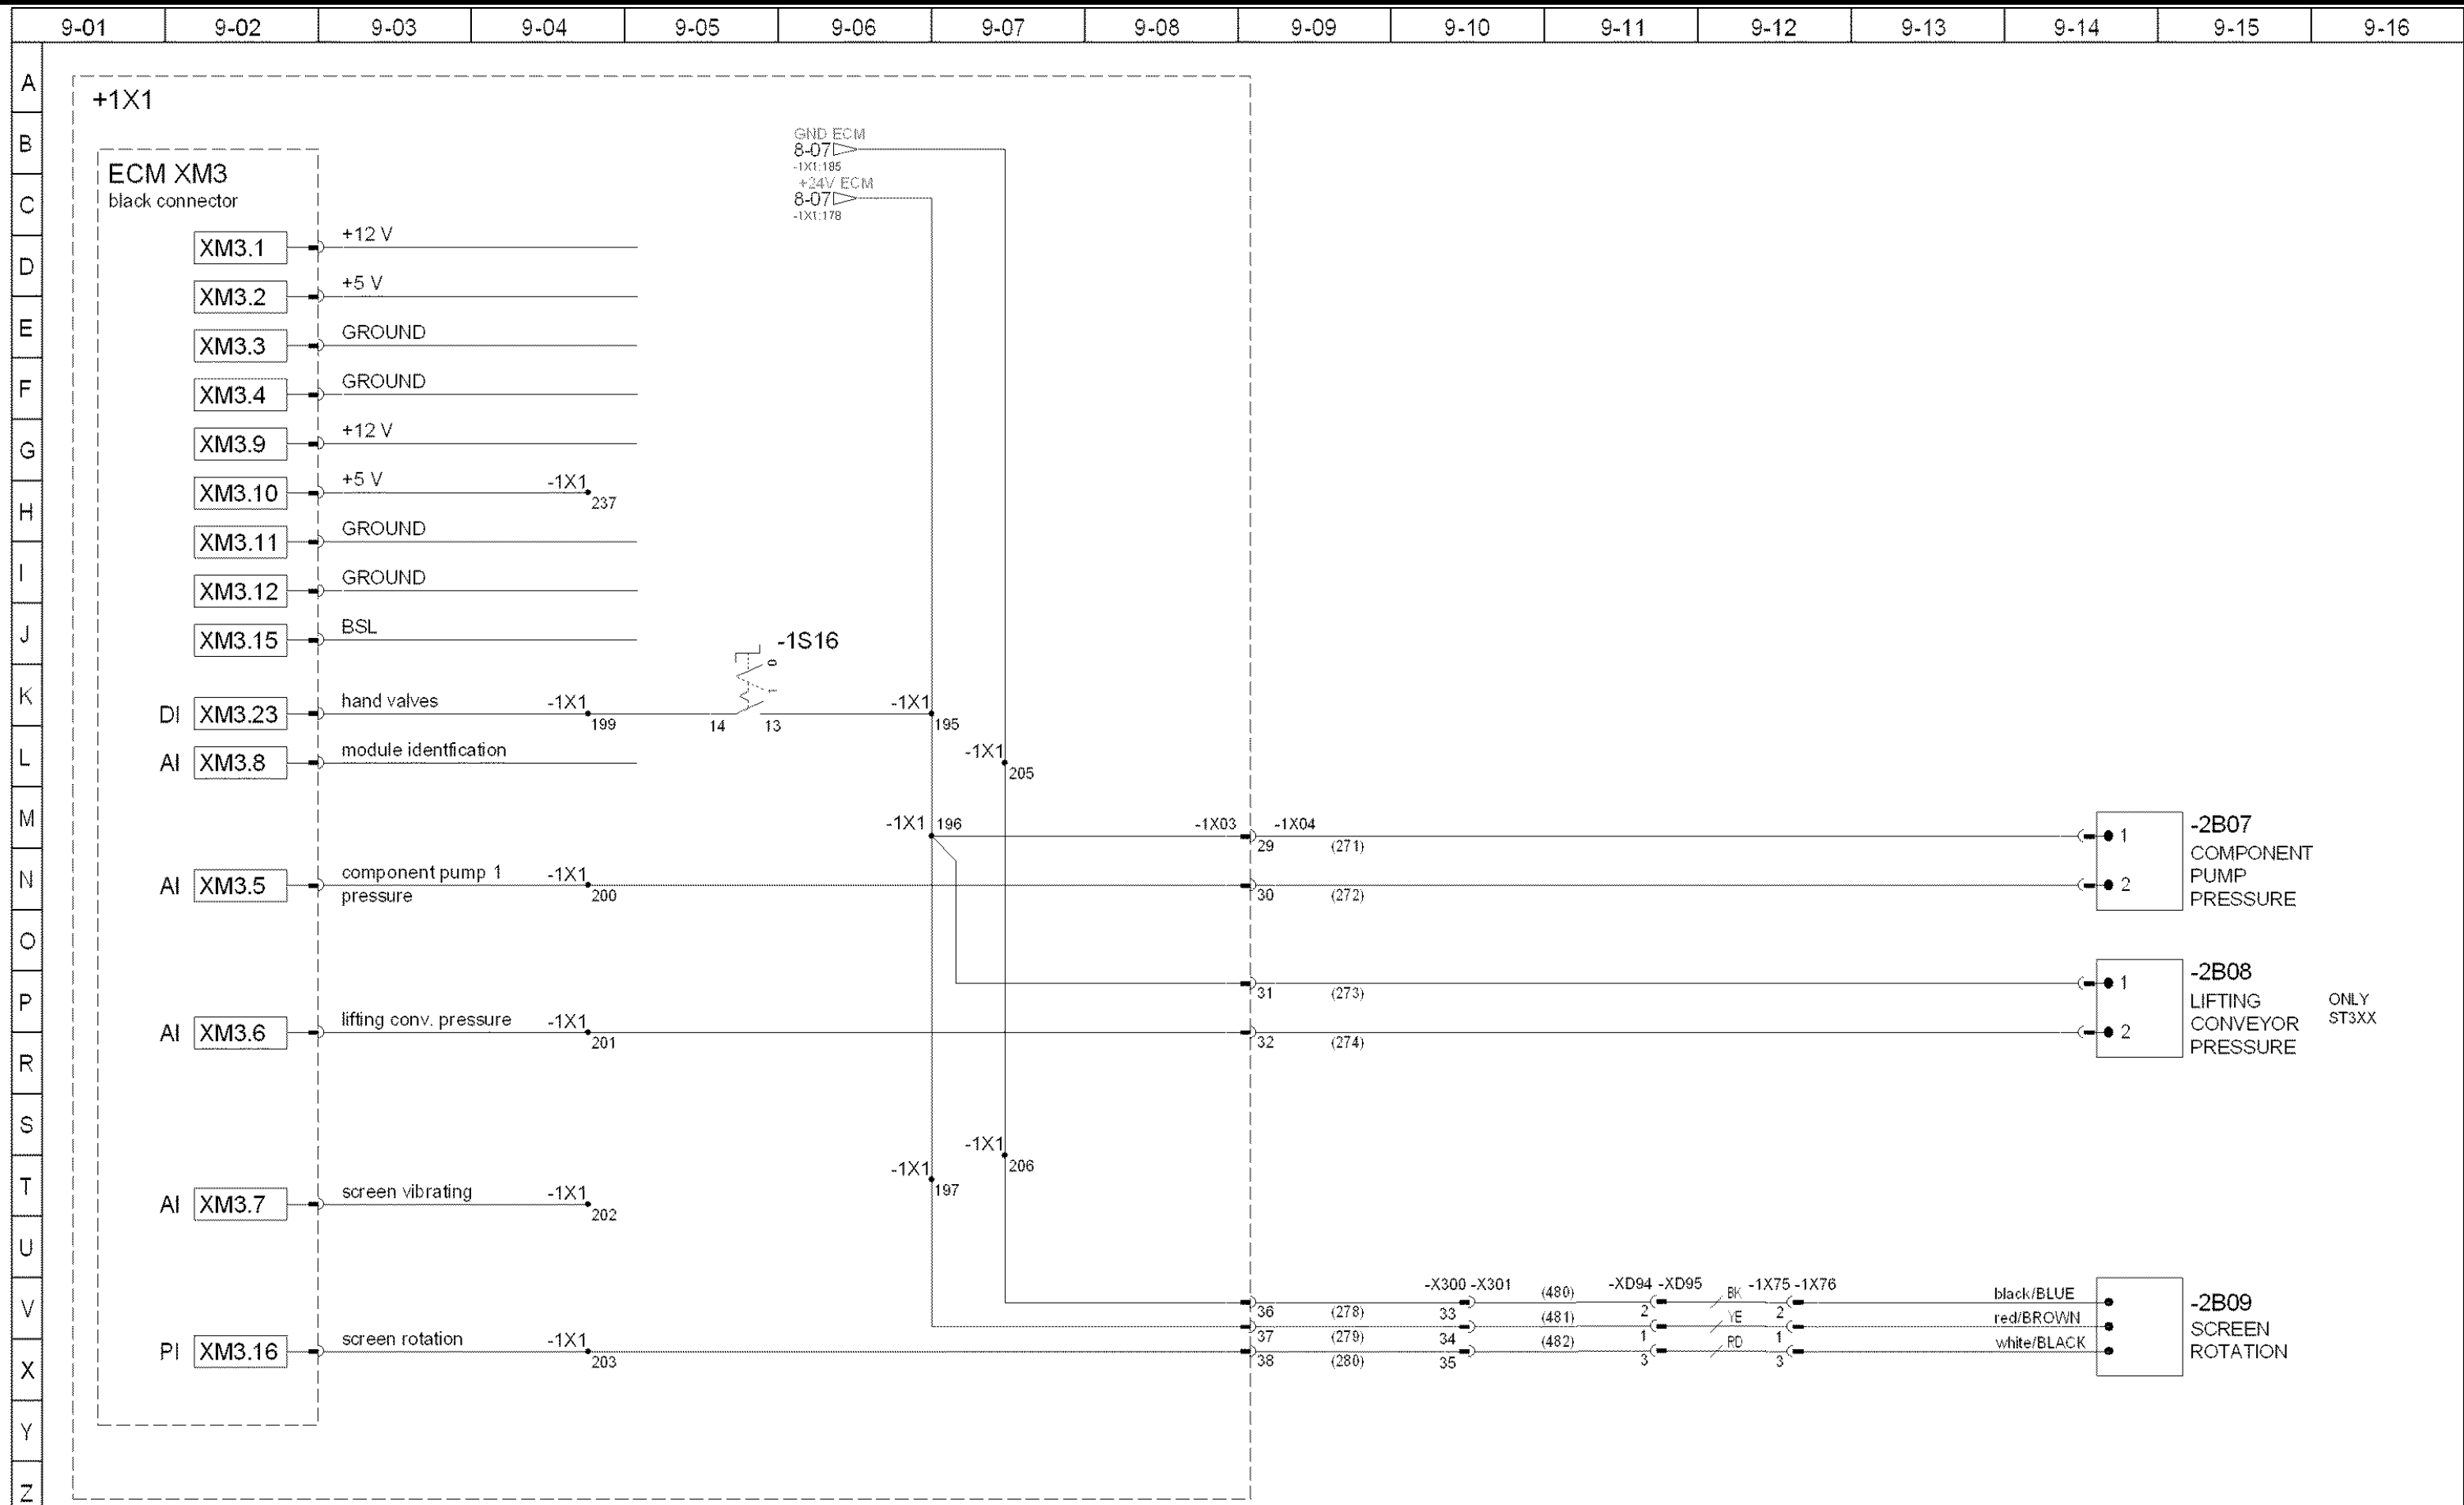 9-01 9-02 9-03 9-04 9-05 9-06 9-07 9-08 9-09 9-10 9-11 9-12 9-13 9-14 9-15 9-16
A
+1X1
B
GND ECM
8-07
-1X1:185
ECM XM3
black connector
C
+24V ECM
8-07
-1X1:178
XM3.1 +12 V
D
XM3.2 +5 V
E
XM3.3 GROUND
F
XM3.4 GROUND
G
XM3.9 +12 V
XM3.10 +5 V -1X1 237
H
XM3.11 GROUND
I
XM3.12 GROUND
J
XM3.15 BSL
-1S16
0
1
K
DI XM3.23 hand valves -1X1 199 14 13 -1X1 195
L
AI XM3.8 module identfication -1X1 205
M
-1X1 196 -1X03 -1X04 29 (271) 1
-2B07
COMPONENT
PUMP
PRESSURE
N
AI XM3.5 component pump 1
pressure
-1X1 200 30 (272) 2
O
P
31 (273) 1
-2B08
LIFTING
CONVEYOR
PRESSURE
ONLY
ST3XX
AI XM3.6 lifting conv. pressure -1X1 201 32 (274) 2
R
S
-1X1 206
T
-1X1 197
AI XM3.7 screen vibrating -1X1 202
U
V
-X300 -X301 (480) -XD94 -XD95 BK -1X75 -1X76 black/BLUE
36 (278) 33 (481) 2 YE 2 red/BROWN
37 (279) 34 (482) 1 RD 1 white/BLACK
38 (280) 35 3 3
-2B09
SCREEN
ROTATION
PI XM3.16 screen rotation -1X1 203
X
Y
Z